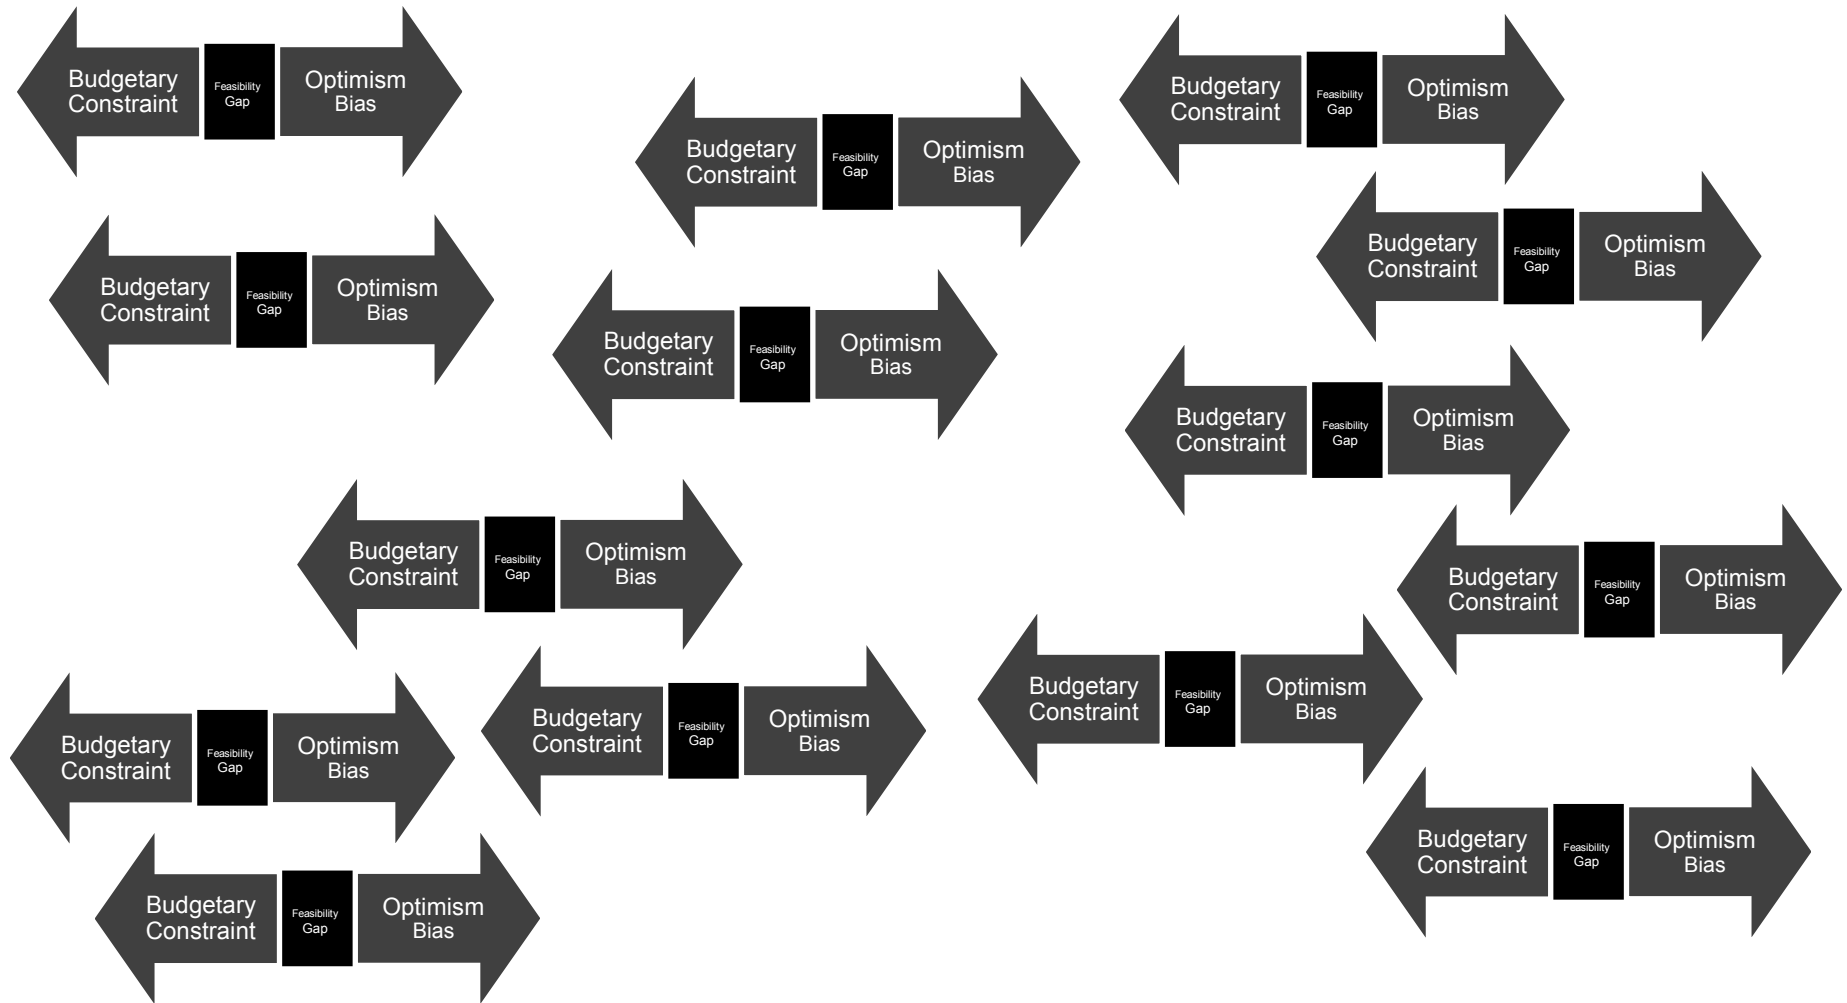 Budgetary
Constraint
Feasibility
Gap
Optimism
Bias
Budgetary
Constraint
Feasibility
Gap
Optimism
Bias
Budgetary
Constraint
Feasibility
Gap
Optimism
Bias
Budgetary
Constraint
Feasibility
Gap
Optimism
Bias
Budgetary
Constraint
Feasibility
Gap
Optimism
Bias
Budgetary
Constraint
Feasibility
Gap
Optimism
Bias
Budgetary
Constraint
Feasibility
Gap
Optimism
Bias
Budgetary
Constraint
Feasibility
Gap
Optimism
Bias
Budgetary
Constraint
Feasibility
Gap
Optimism
Bias
Budgetary
Constraint
Feasibility
Gap
Optimism
Bias
Budgetary
Constraint
Feasibility
Gap
Optimism
Bias
Budgetary
Constraint
Feasibility
Gap
Optimism
Bias
Budgetary
Constraint
Feasibility
Gap
Optimism
Bias
Budgetary
Constraint
Feasibility
Gap
Optimism
Bias